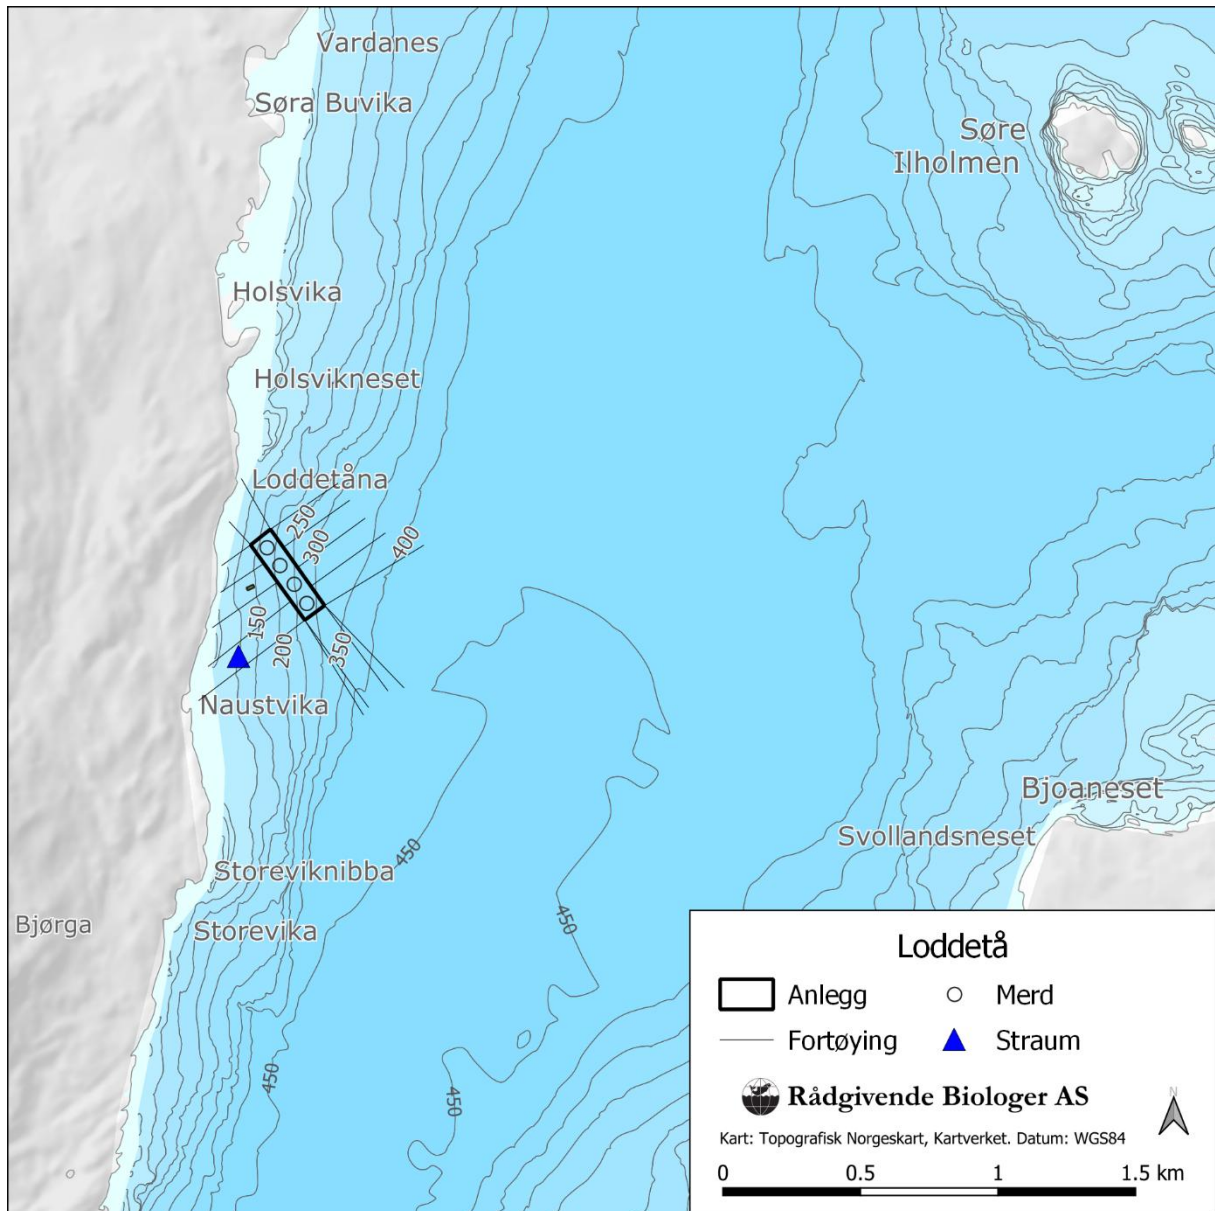 Vardanes
Søra Buvika
Søre
Ilholmen
Holsvika
Holsvikneset
Loddetåna
250
300
400
150
200
350
Naustvika
Bjoaneset
Svollandsneset
450
Storeviknibba
450
Bjørga
Storevika
450
450
Loddetå
Anlegg
Merd
Fortøying
Straum
Rådgivende Biologer AS
N
Kart: Topografisk Norgeskart, Kartverket. Datum: WGS84
0 0.5 1 1.5 km